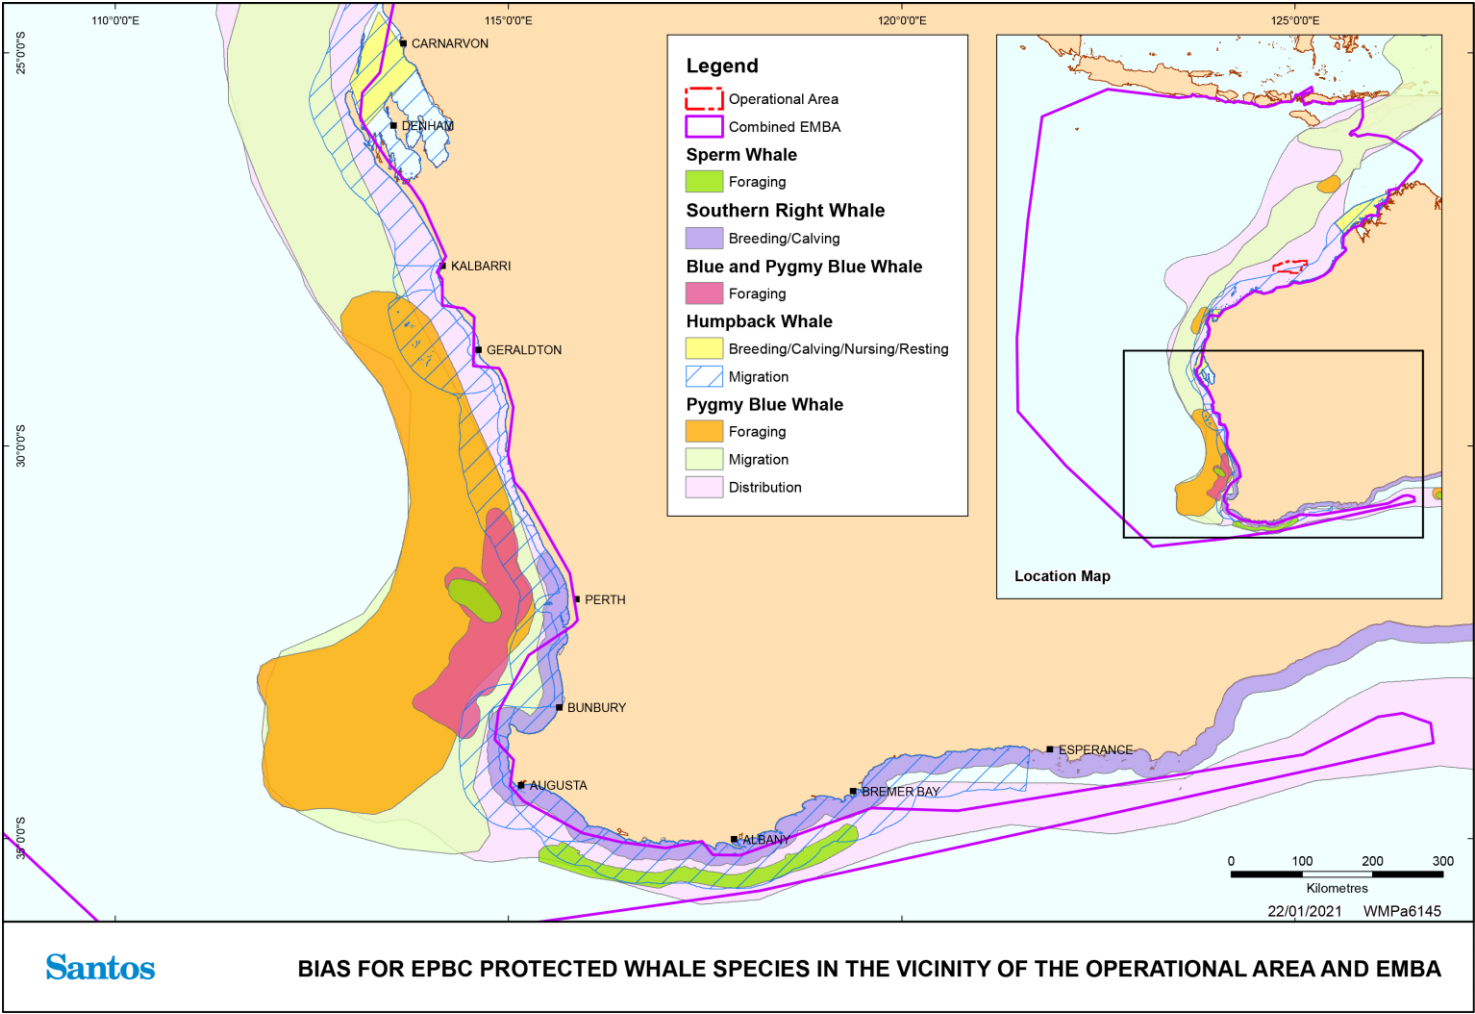 110°0'0"E
115°0'0"E
120°0'0"E
125°0'0"E
25°0'0"S
30°0'0"S
35°0'0"S
CARNARVON
DENHAM
KALBARRI
GERALDTON
PERTH
BUNBURY
AUGUSTA
ALBANY
BREMER BAY
ESPERANCE
Legend
Operational Area
Combined EMBA
Sperm Whale
Foraging
Southern Right Whale
Breeding/Calving
Blue and Pygmy Blue Whale
Foraging
Humpback Whale
Breeding/Calving/Nursing/Resting
Migration
Pygmy Blue Whale
Foraging
Migration
Distribution
Location Map
0 100 200 300
Kilometres
22/01/2021 WMPa6145
Santos
BIAS FOR EPBC PROTECTED WHALE SPECIES IN THE VICINITY OF THE OPERATIONAL AREA AND EMBA